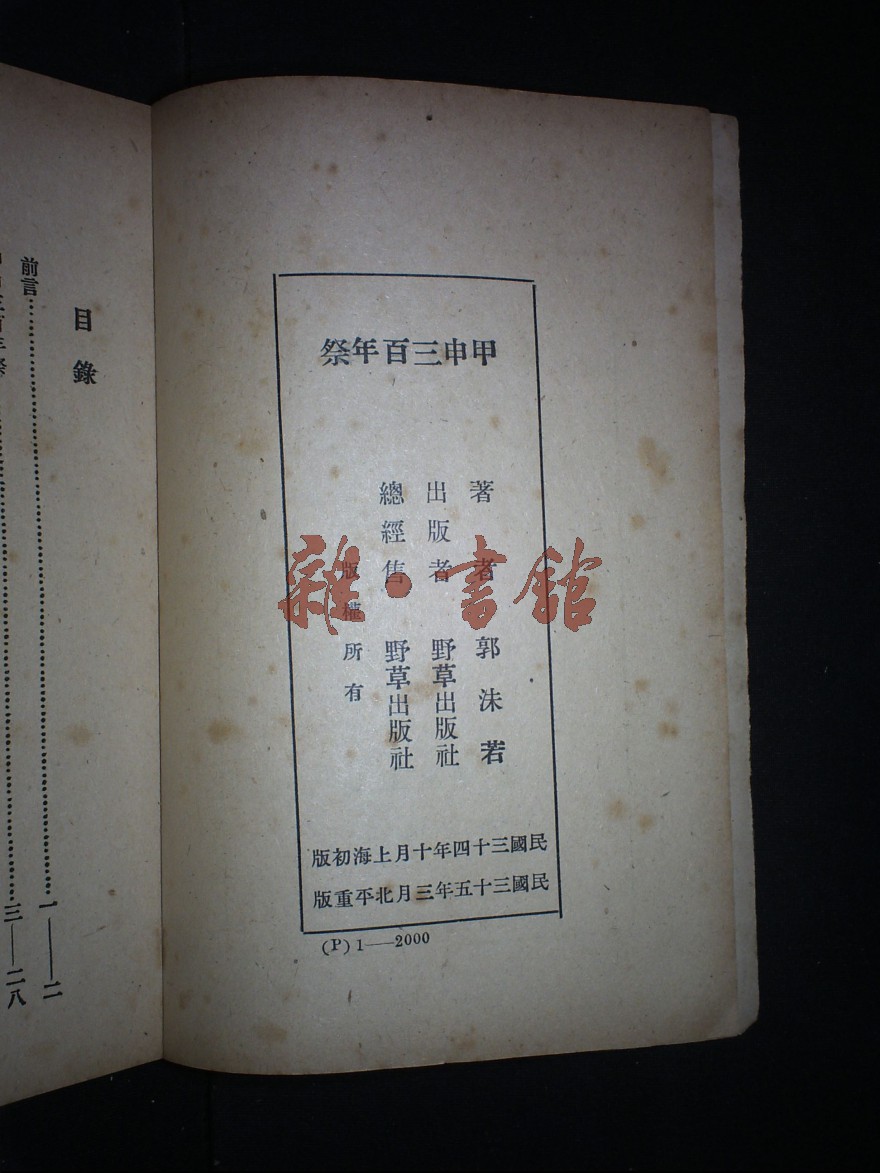 甲申三百年祭
著者 郭沫若
出版者 野草出版社
總經售 野草出版社
版權所有
民國三十四年十月上海初版
民國三十五年三月北平重版
(P) 1——2000
雜·書館
目錄
前言 一——二
三——二八